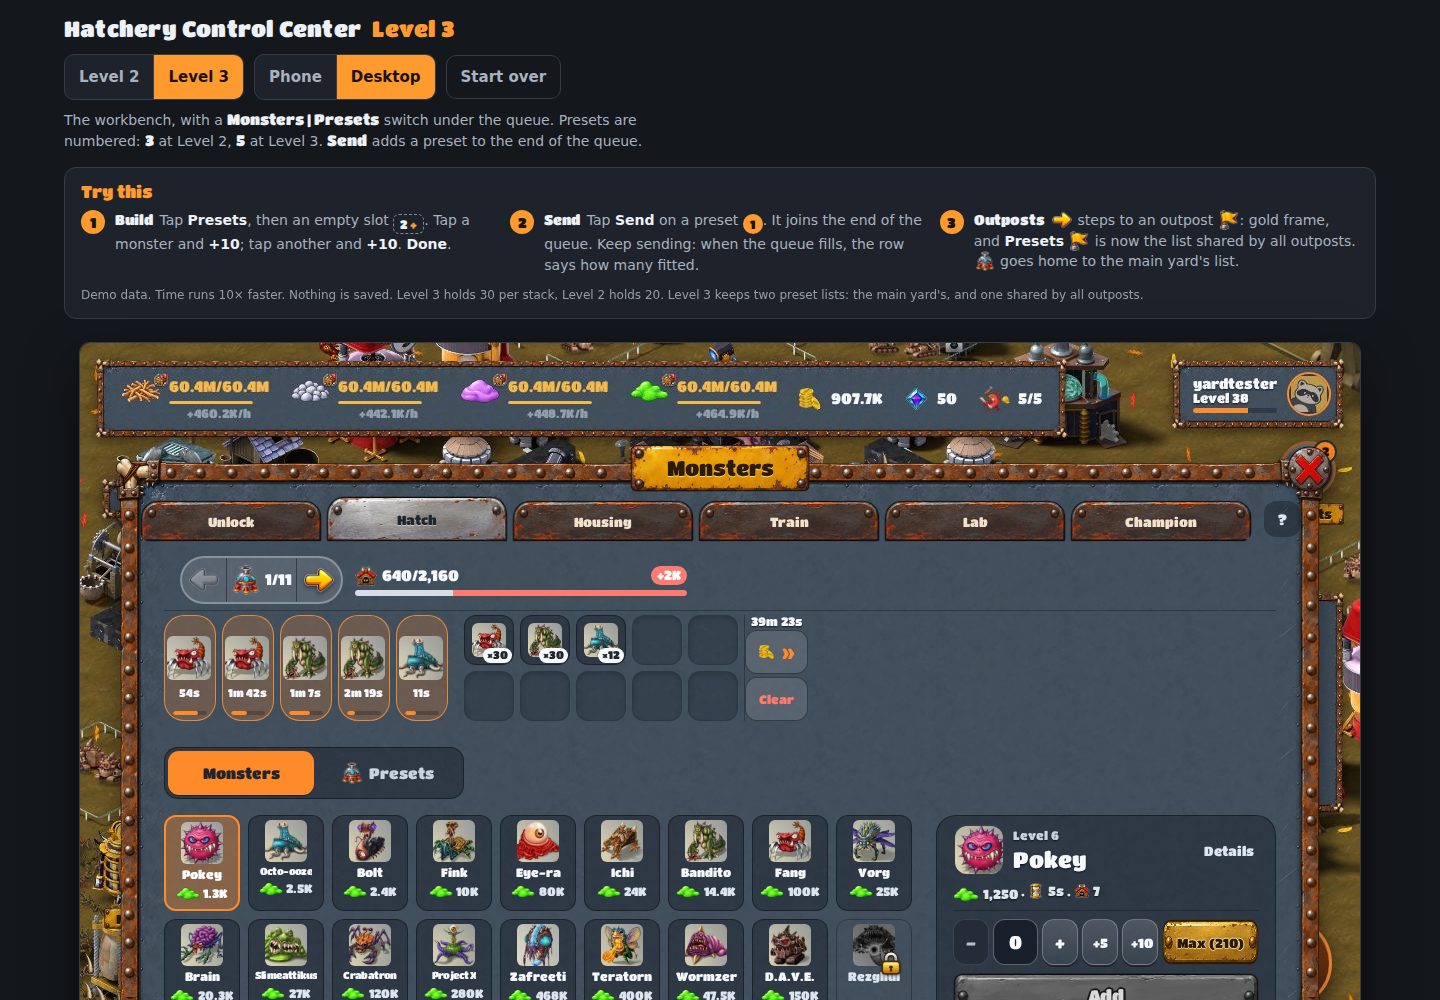 Hatchery Control Center Level 3
Level 2 Level 3 Phone Desktop Start over
The workbench, with a Monsters | Presets switch under the queue. Presets are
numbered: 3 at Level 2, 5 at Level 3. Send adds a preset to the end of the queue.
Try this
1 Build Tap Presets, then an empty slot 2 +. Tap a
monster and +10; tap another and +10. Done.
2 Send Tap Send on a preset 1. It joins the end of the
queue. Keep sending: when the queue fills, the row
says how many fitted.
3 Outposts steps to an outpost : gold frame,
and Presets is now the list shared by all outposts.
goes home to the main yard's list.
Demo data. Time runs 10× faster. Nothing is saved. Level 3 holds 30 per stack, Level 2 holds 20. Level 3 keeps two preset lists: the main yard's, and one shared by all outposts.
60.4M/60.4M 60.4M/60.4M 60.4M/60.4M 60.4M/60.4M
+460.2K/h +442.1K/h +448.7K/h +464.9K/h
907.7K 50 5/5
yardtester
Level 38
Monsters
Unlock Hatch Housing Train Lab Champion ?
1/11 640/2,160 +2K
54s 1m 42s 1m 7s 2m 19s 11s
×30 ×30 ×12
39m 23s
Clear
Monsters Presets
Pokey Octo-ooze Bolt Fink Eye-ra Ichi Bandito Fang Vorg
1.3K 2.5K 2.4K 10K 80K 24K 14.4K 100K 25K
Brain Slimeattikus Crabatron Project X Zafreeti Teratorn Wormzer D.A.V.E. Rezghul
20.3K 27K 120K 280K 468K 400K 47.5K 150K
Level 6
Pokey
Details
1,250 · 5s · 7
− 0 + +5 +10 Max (210)
Add